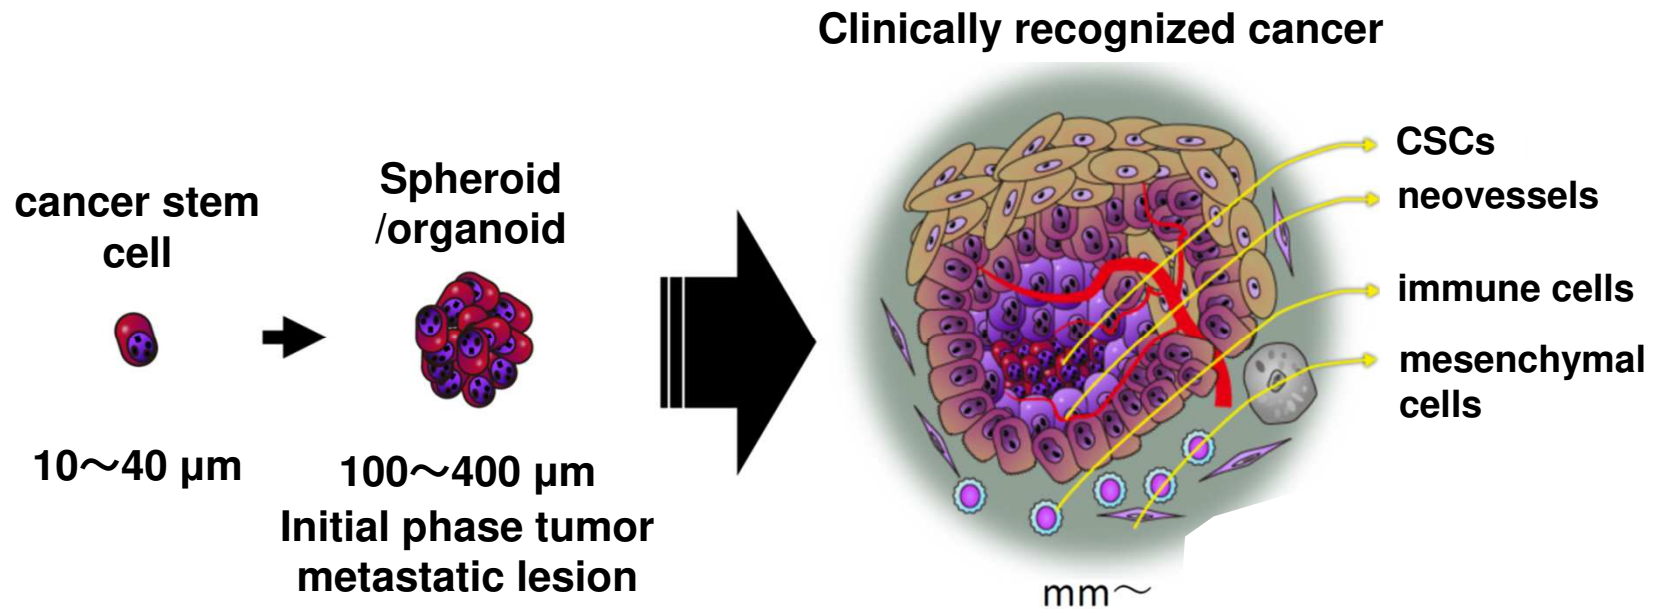 Clinically recognized cancer
cancer stem
cell
Spheroid
/organoid
10～40 μm
100～400 μm
Initial phase tumor
metastatic lesion
CSCs
neovessels
immune cells
mesenchymal
cells
mm～